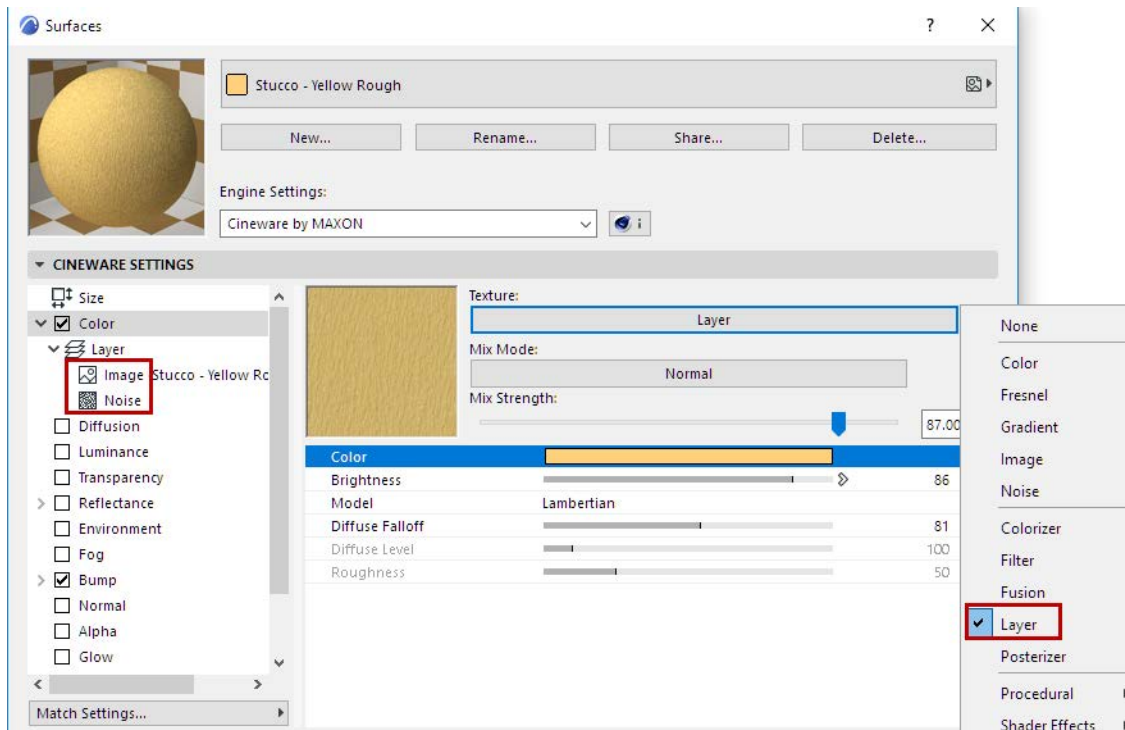 Surfaces
?
Stucco - Yellow Rough
New...
Rename...
Share...
Delete...
Engine Settings:
Cineware by MAXON
i
CINEWARE SETTINGS
Size
Color
Layer
Image Stucco - Yellow Rc
Noise
Diffusion
Luminance
Transparency
Reflectance
Environment
Fog
Bump
Normal
Alpha
Glow
Match Settings...
Texture:
Layer
Mix Mode:
Normal
Mix Strength:
87.00
Color
Brightness 86
Model Lambertian
Diffuse Falloff 81
Diffuse Level 100
Roughness 50
None
Color
Fresnel
Gradient
Image
Noise
Colorizer
Filter
Fusion
Layer
Posterizer
Procedural
Shader Effects